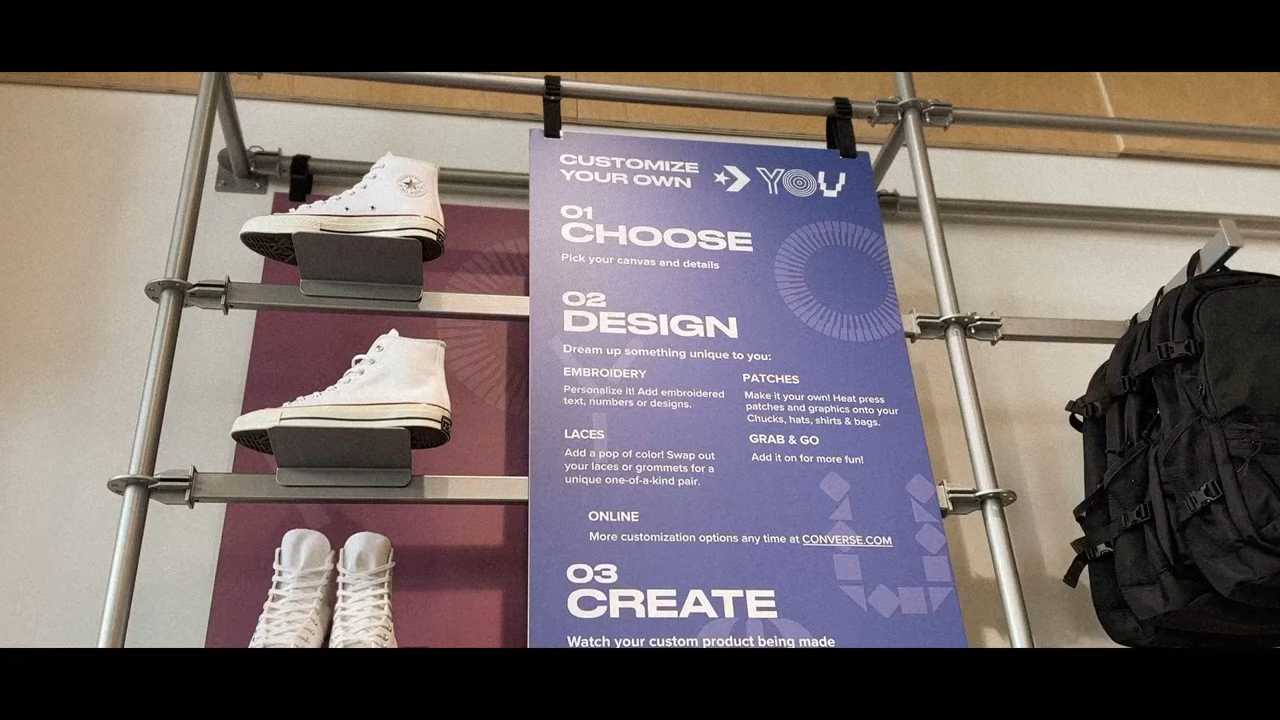 CUSTOMIZE
YOUR OWN
YOU
01
CHOOSE
Pick your canvas and details
02
DESIGN
Dream up something unique to you:
EMBROIDERY
Personalize it! Add embroidered
text, numbers or designs.
PATCHES
Make it your own! Heat press
patches and graphics onto your
Chucks, hats, shirts & bags.
LACES
Add a pop of color! Swap out
your laces or grommets for a
unique one-of-a-kind pair.
GRAB & GO
Add it on for more fun!
ONLINE
More customization options any time at CONVERSE.COM
03
CREATE
Watch your custom product being made